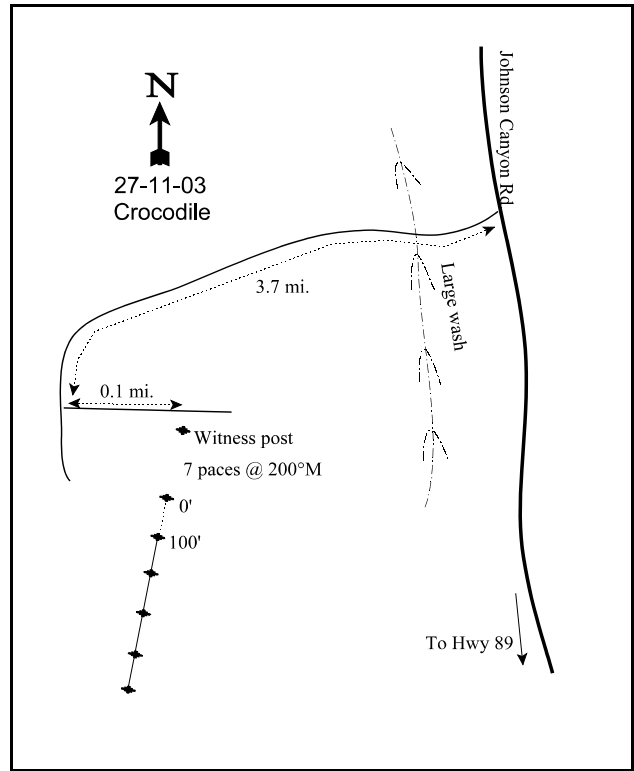 N
27-11-03
Crocodile
Johnson Canyon Rd
3.7 mi.
Large wash
0.1 mi.
Witness post
7 paces @ 200°M
0'
100'
To Hwy 89